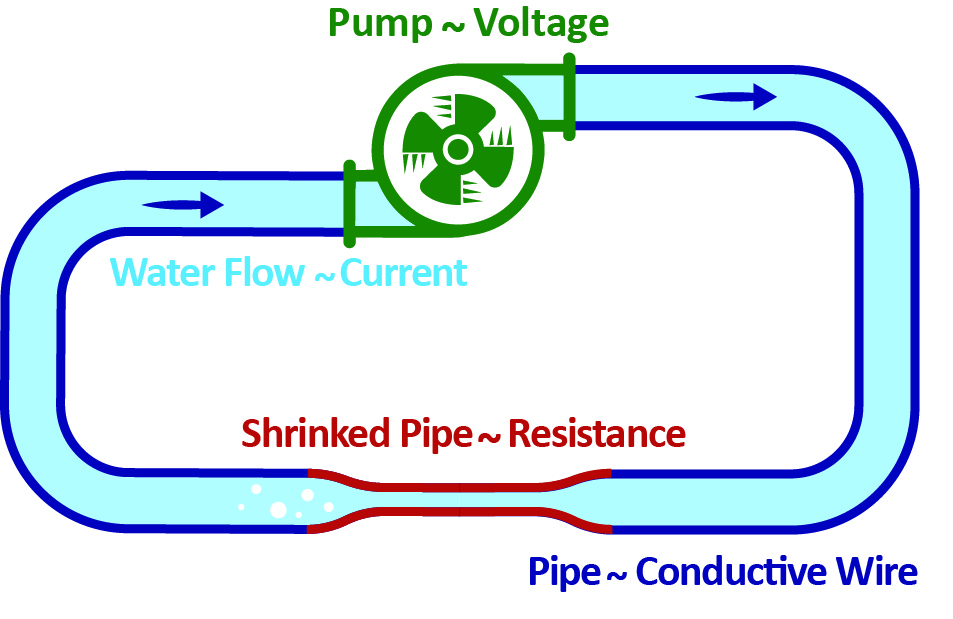 Pump ~ Voltage
Water Flow ~ Current
Shrinked Pipe ~ Resistance
Pipe ~ Conductive Wire